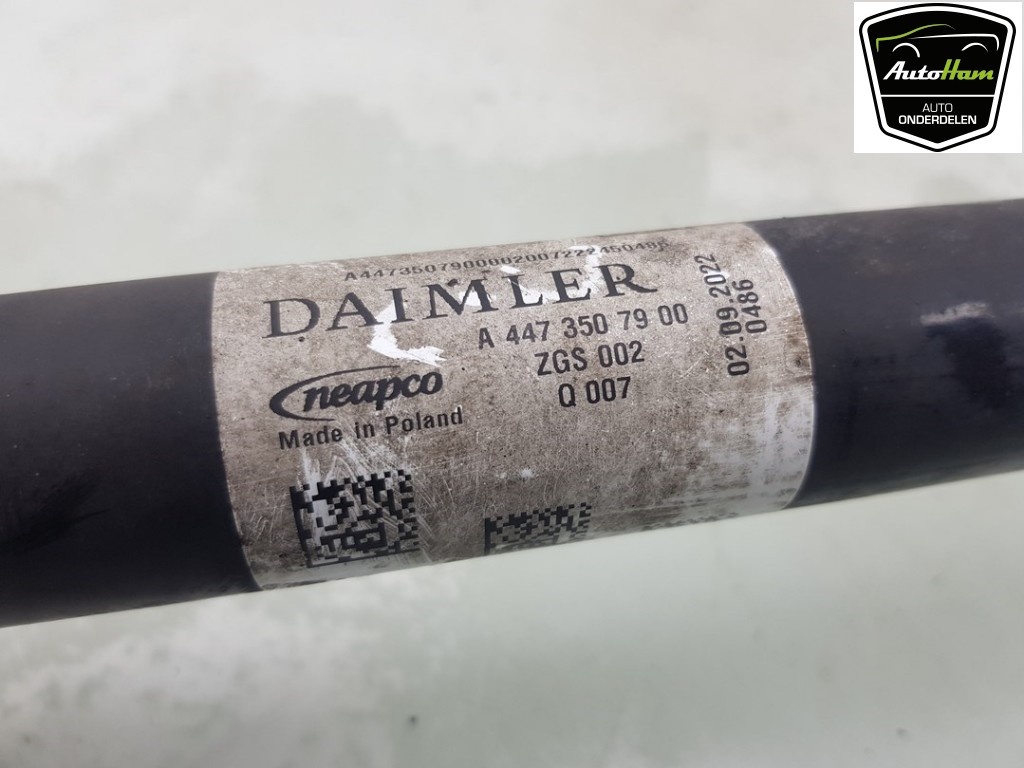 AutoHam
AUTO
ONDERDELEN
DAIMLER
A 447 350 79 00
ZGS 002
Q 007
neapco
Made in Poland
02.09.2022
0486